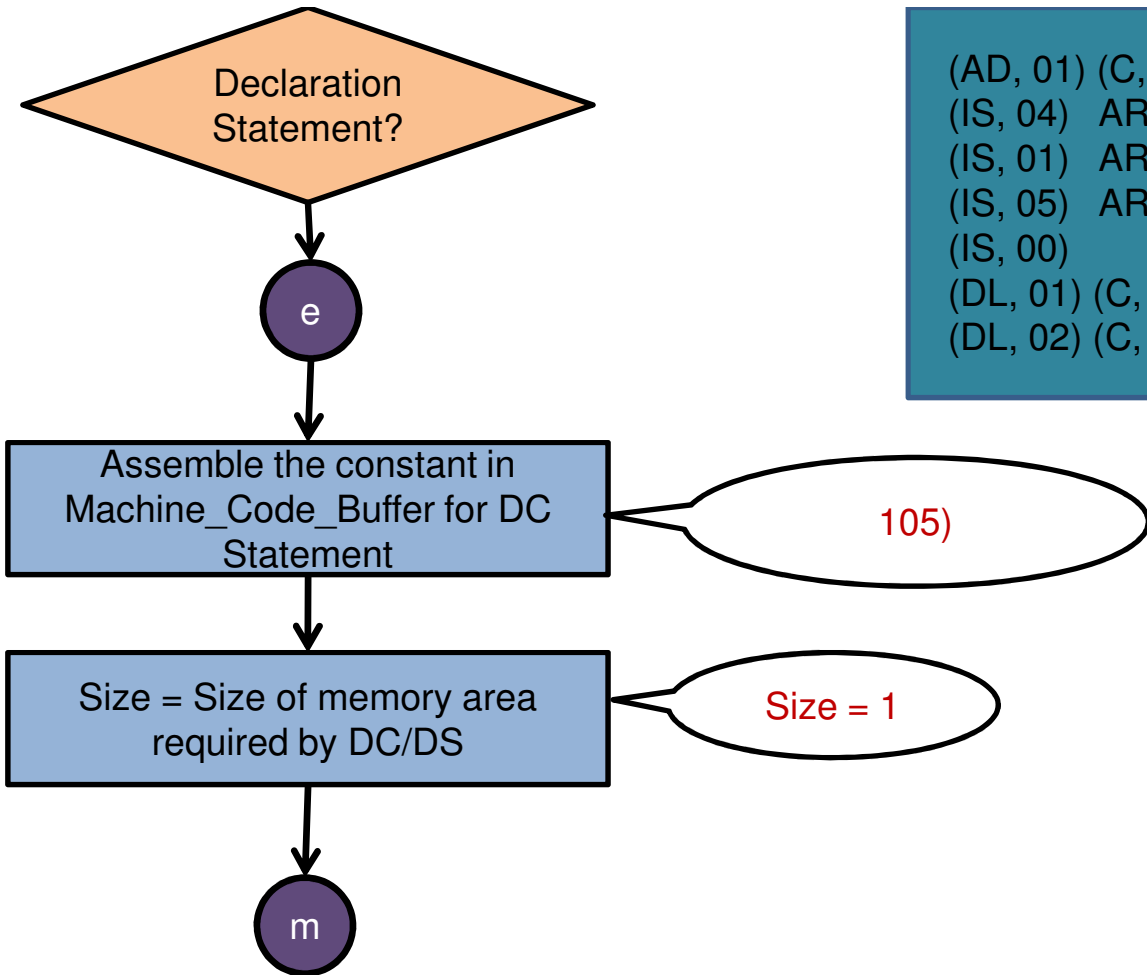 Declaration
Statement?
(AD, 01) (C,
(IS, 04) AR
(IS, 01) AR
(IS, 05) AR
(IS, 00)
(DL, 01) (C,
(DL, 02) (C,
e
Assemble the constant in
Machine_Code_Buffer for DC
Statement
105)
Size = Size of memory area
required by DC/DS
Size = 1
m